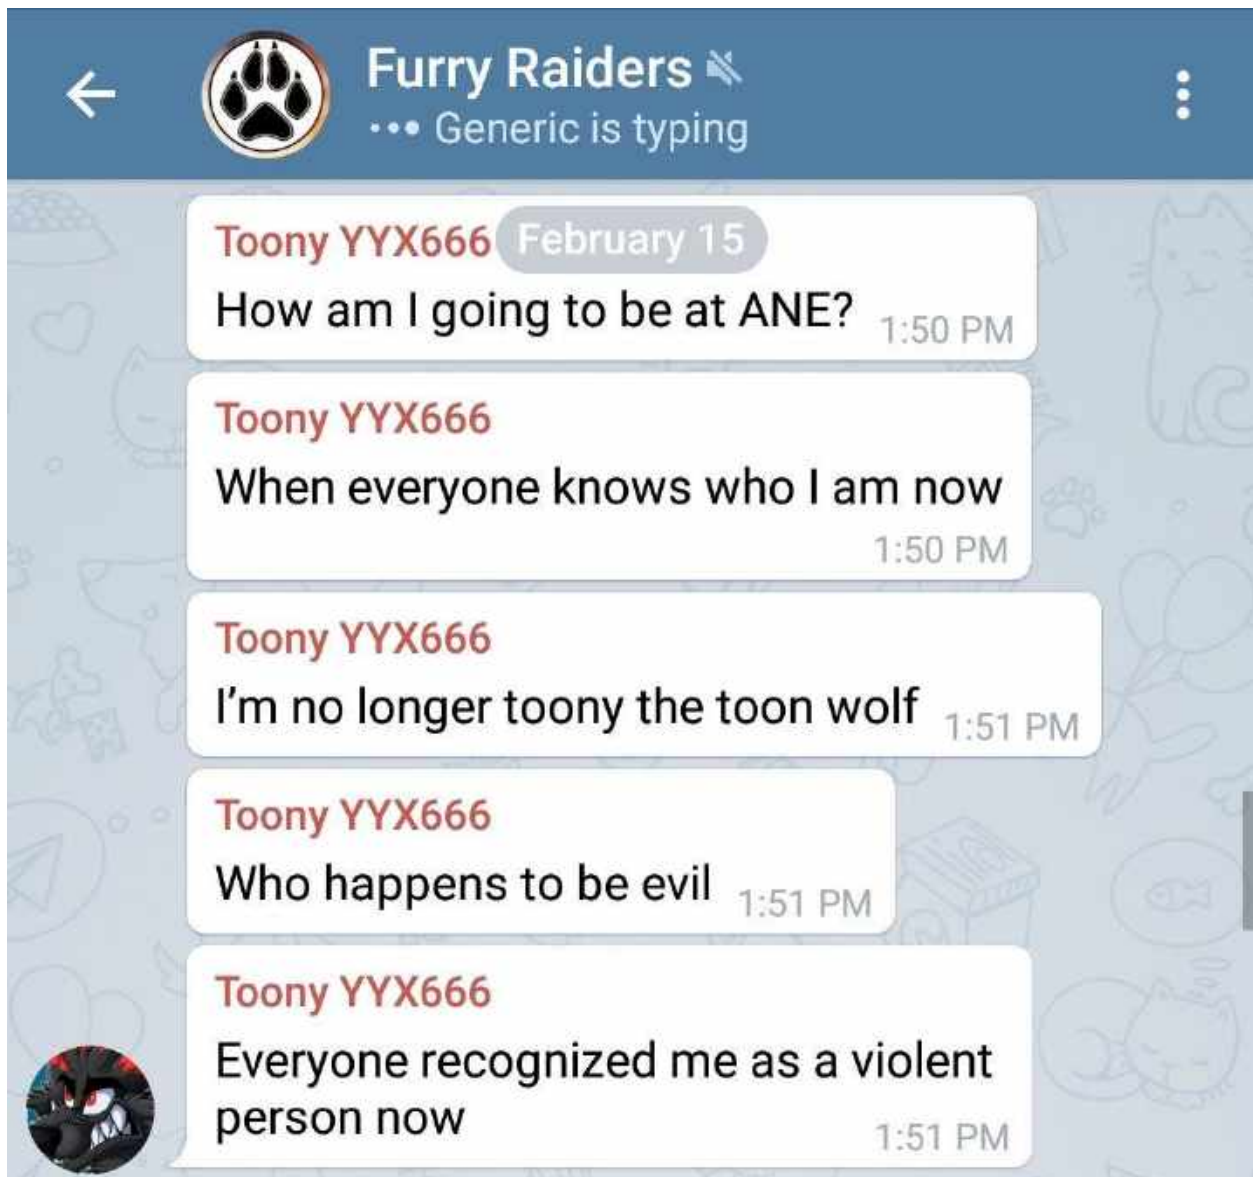 Furry Raiders
••• Generic is typing
Toony YYX666 February 15
How am I going to be at ANE? 1:50 PM
Toony YYX666
When everyone knows who I am now
1:50 PM
Toony YYX666
I'm no longer toony the toon wolf 1:51 PM
Toony YYX666
Who happens to be evil 1:51 PM
Toony YYX666
Everyone recognized me as a violent
person now 1:51 PM